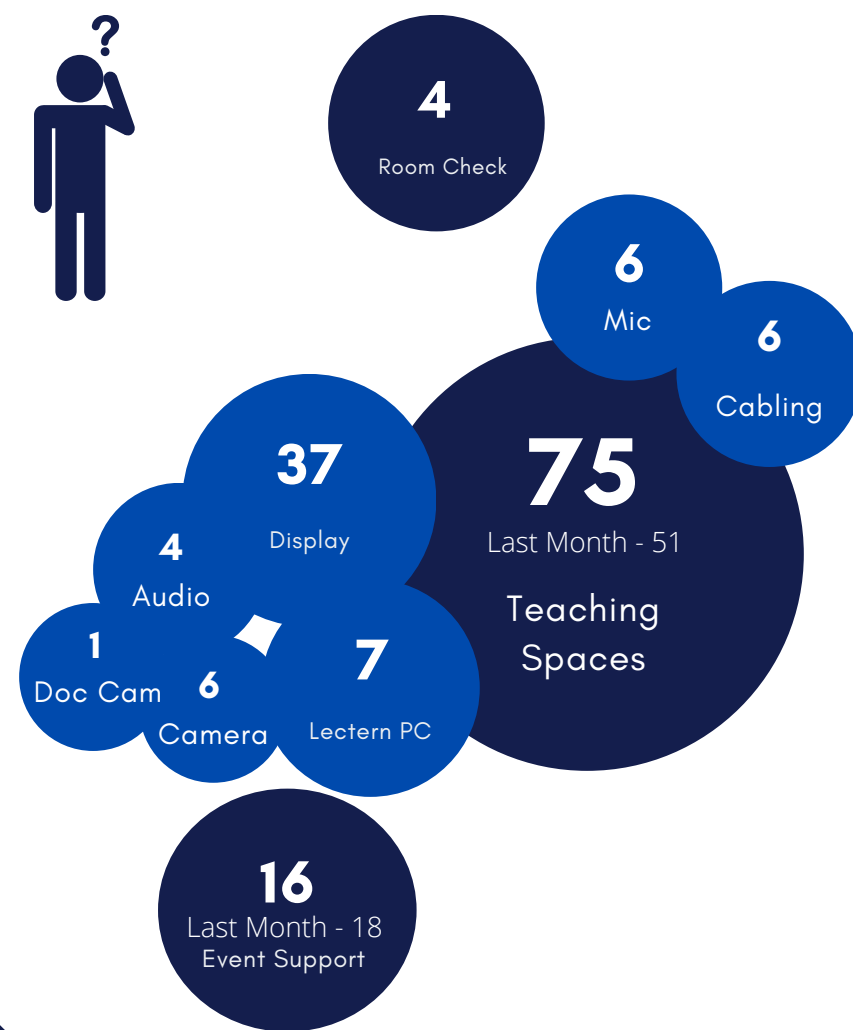 ?
4
Room Check
6
Mic
6
Cabling
75
Last Month - 51
Teaching
Spaces
37
Display
4
Audio
1
Doc Cam
6
Camera
7
Lectern PC
16
Last Month - 18
Event Support